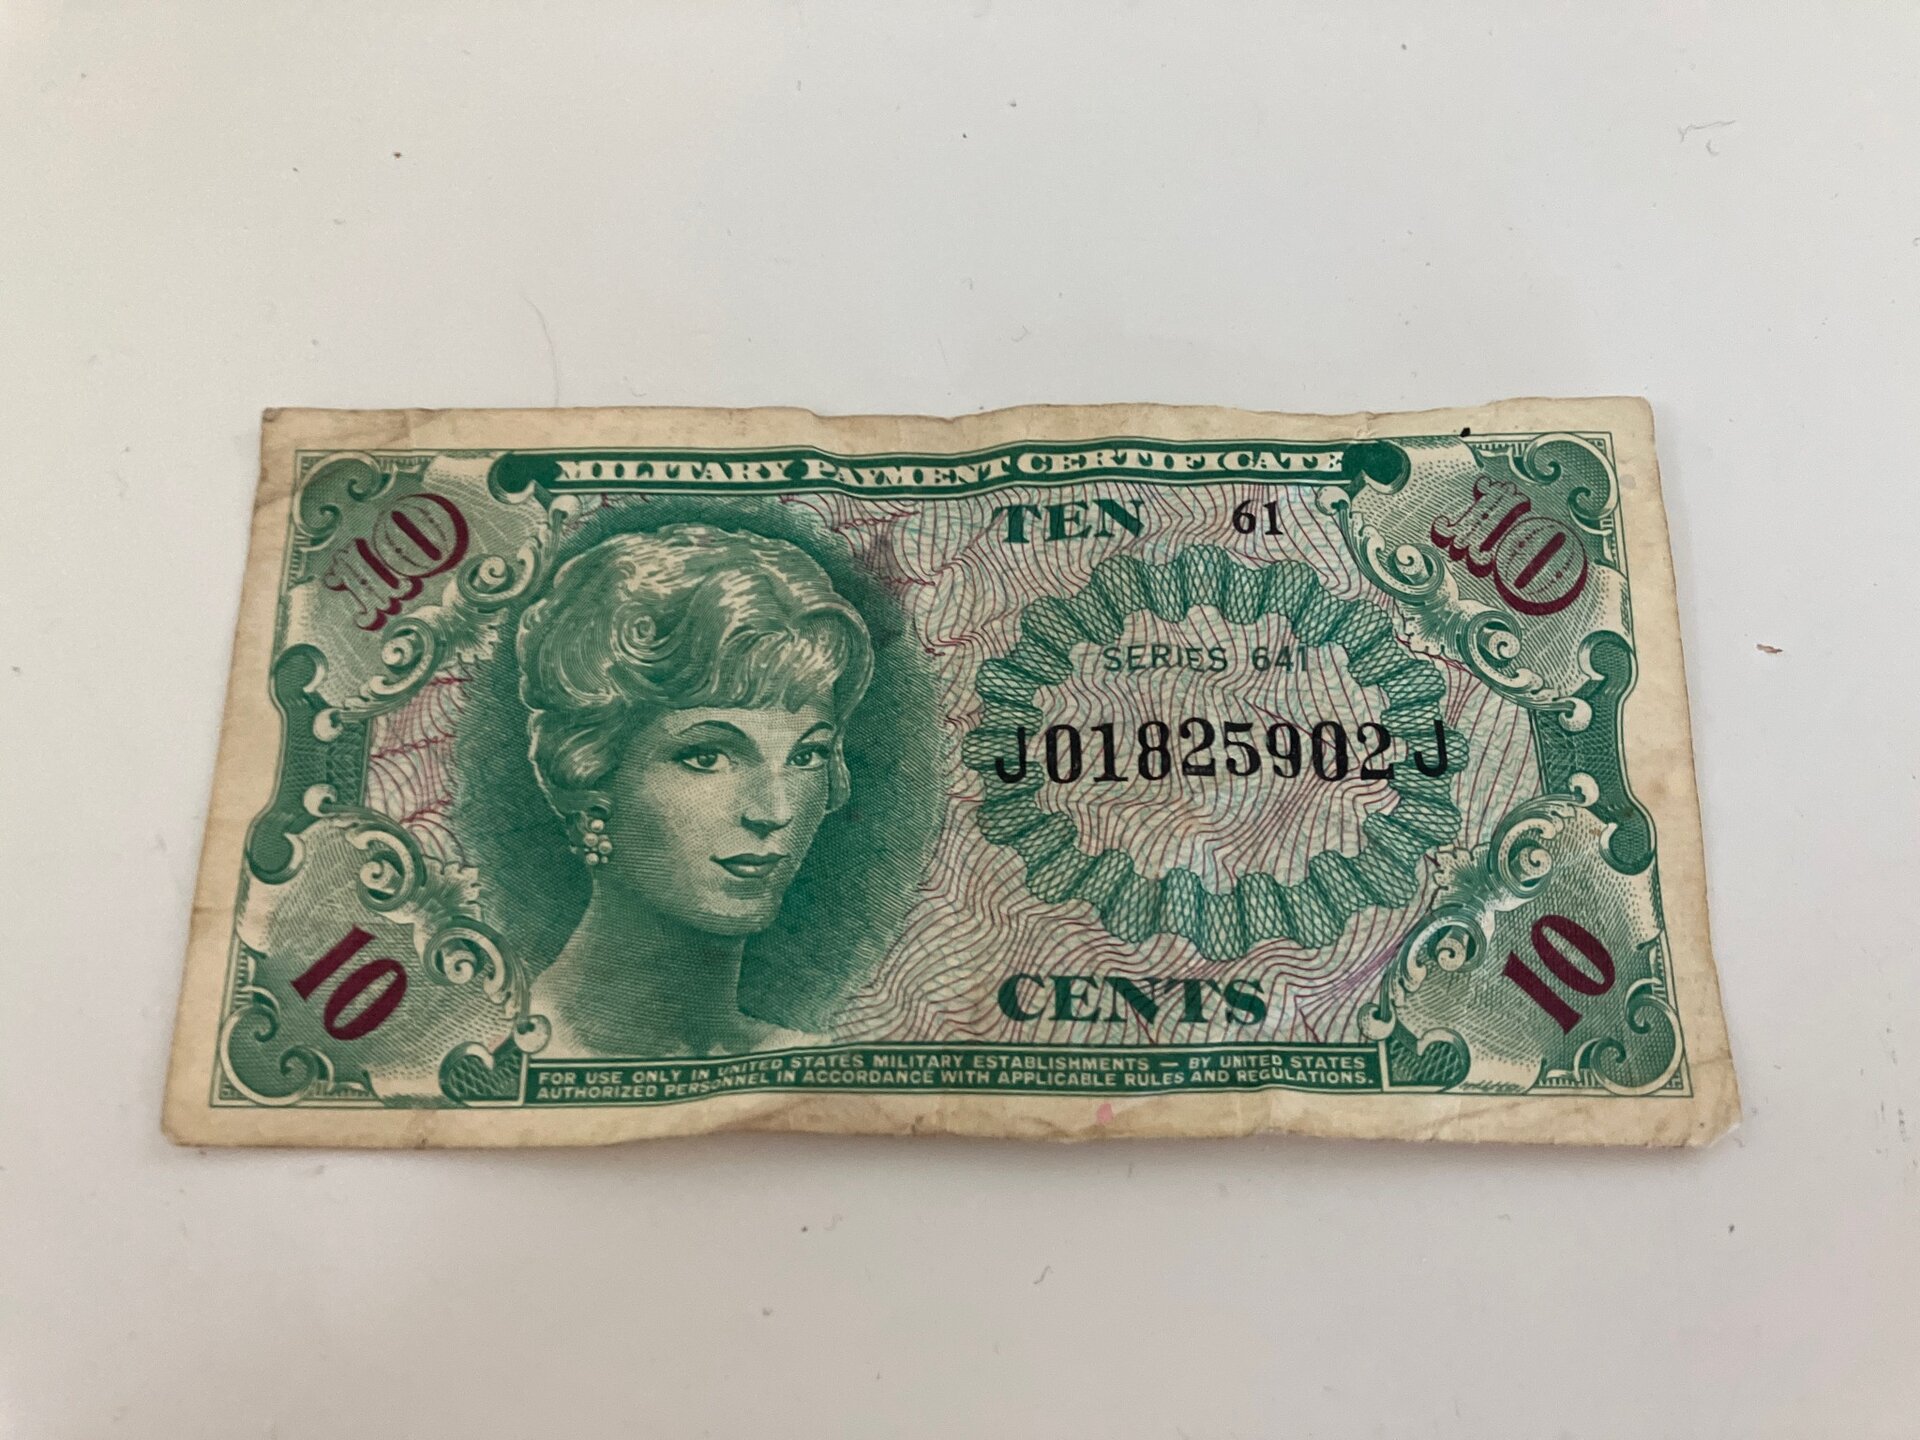 MILITARY PAYMENT CERTIFICATE
10
TEN 61
10
SERIES 641
J01825902J
10
CENTS
10
FOR USE ONLY IN UNITED STATES MILITARY ESTABLISHMENTS — BY UNITED STATES
AUTHORIZED PERSONNEL IN ACCORDANCE WITH APPLICABLE RULES AND REGULATIONS.